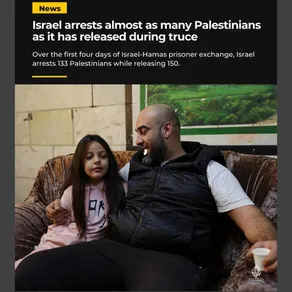 News
Israel arrests almost as many Palestinians
as it has released during truce
Over the first four days of Israel-Hamas prisoner exchange, Israel
arrests 133 Palestinians while releasing 150.